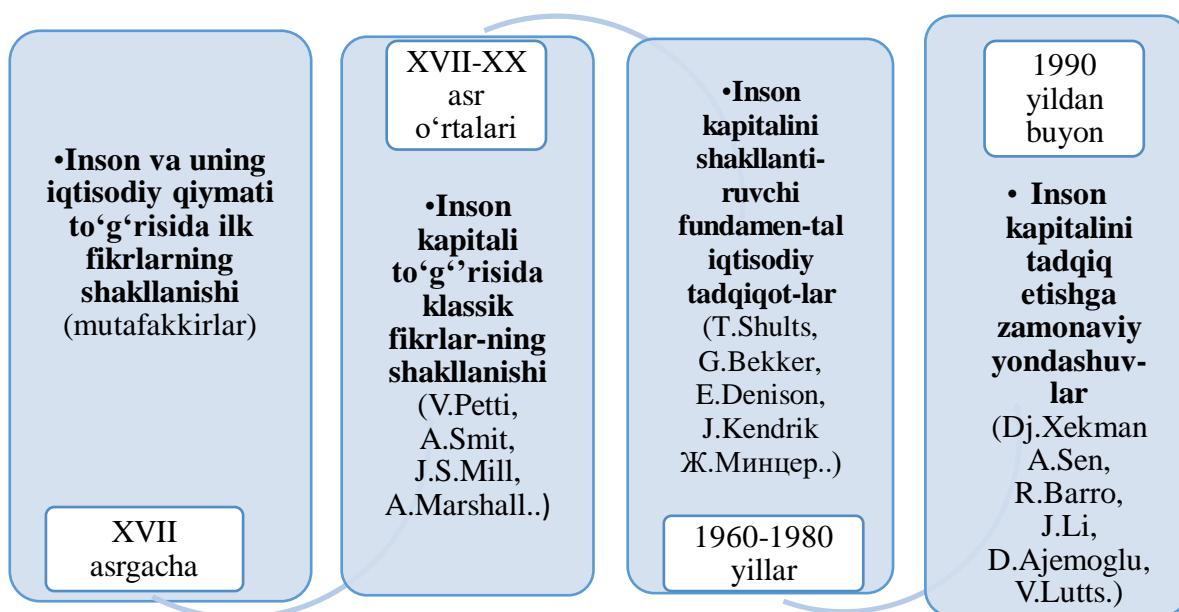 •Inson va uning
iqtisodiy qiymati
to‘g‘risida ilk
fikrlarning
shakllanishi
(mutafakkirlar)
XVII
asrgacha
XVII-XX
asr
o‘rtalari
•Inson
kapitali
to‘g‘’risida
klassik
fikrlar-ning
shakllanishi
(V.Petti,
A.Smit,
J.S.Mill,
A.Marshall..)
•Inson
kapitalini
shakllanti-
ruvchi
fundamen-tal
iqtisodiy
tadqiqot-lar
(T.Shults,
G.Bekker,
E.Denison,
J.Kendrik
Ж.Минцер..)
1960-1980
yillar
1990
yildan
buyon
• Inson
kapitalini
tadqiq
etishga
zamonaviy
yondashuv-
lar
(Dj.Xekman
A.Sen,
R.Barro,
J.Li,
D.Ajemoglu,
V.Lutts.)